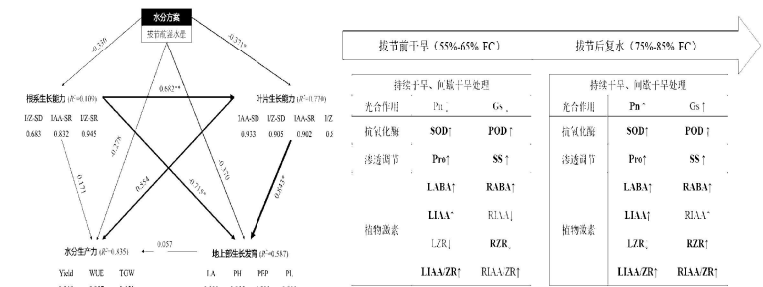 水分方案
拔节前灌水量
-0.336
-0.371*
0.682**
根系生长能力 (R²=0.109)
叶片生长能力 (R²=0.770)
I/Z-SD IAA-SR I/Z-SR
0.683 0.832 0.945
IAA-SD I/Z-SD IAA-SR
0.933 0.905 0.902
-0.278
-0.370
0.171
0.554
-0.715*
0.843*
水分生产力 (R²=0.835)
0.057
地上部生长发育 (R²=0.587)
Yield WUE TGW
LA PH
拔节前干旱（55%-65% FC）
拔节后复水（75%-85% FC）
持续干旱、间歇干旱处理
光合作用 Pn↓ Gs↓
抗氧化酶 SOD↑ POD↑
渗透调节 Pro↑ SS↑
植物激素
LABA↑ RABA↑
LIAA↑ RIAA↓
LZR↓ RZR↓
LIAA/ZR↑ RIAA/ZR↑
持续干旱、间歇干旱处理
光合作用 Pn↑ Gs↑
抗氧化酶 SOD↑ POD↑
渗透调节 Pro↑ SS↑
植物激素
LABA↑ RABA↑
LIAA↑ RIAA↑
LZR↓ RZR↑
LIAA/ZR↑ RIAA/ZR↑